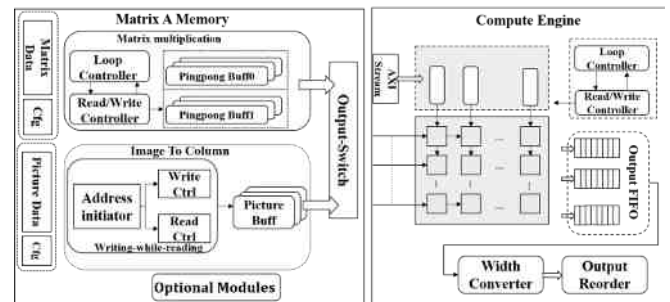 Matrix A Memory
Matrix multiplication
Matrix
Data
Cfg
Loop
Controller
Read/Write
Controller
Pingpong Buff0
Pingpong Buff1
Picture Data
Cfg
Image To Column
Address
initiator
Write
Ctrl
Read
Ctrl
Writing-while-reading
Picture
Buff
Optional Modules
Output-Switch
Compute Engine
AXI
Stream
...
Loop
Controller
Read/Write
Controller
...
...
...
...
Output FIFO
Width
Converter
Output
Reorder